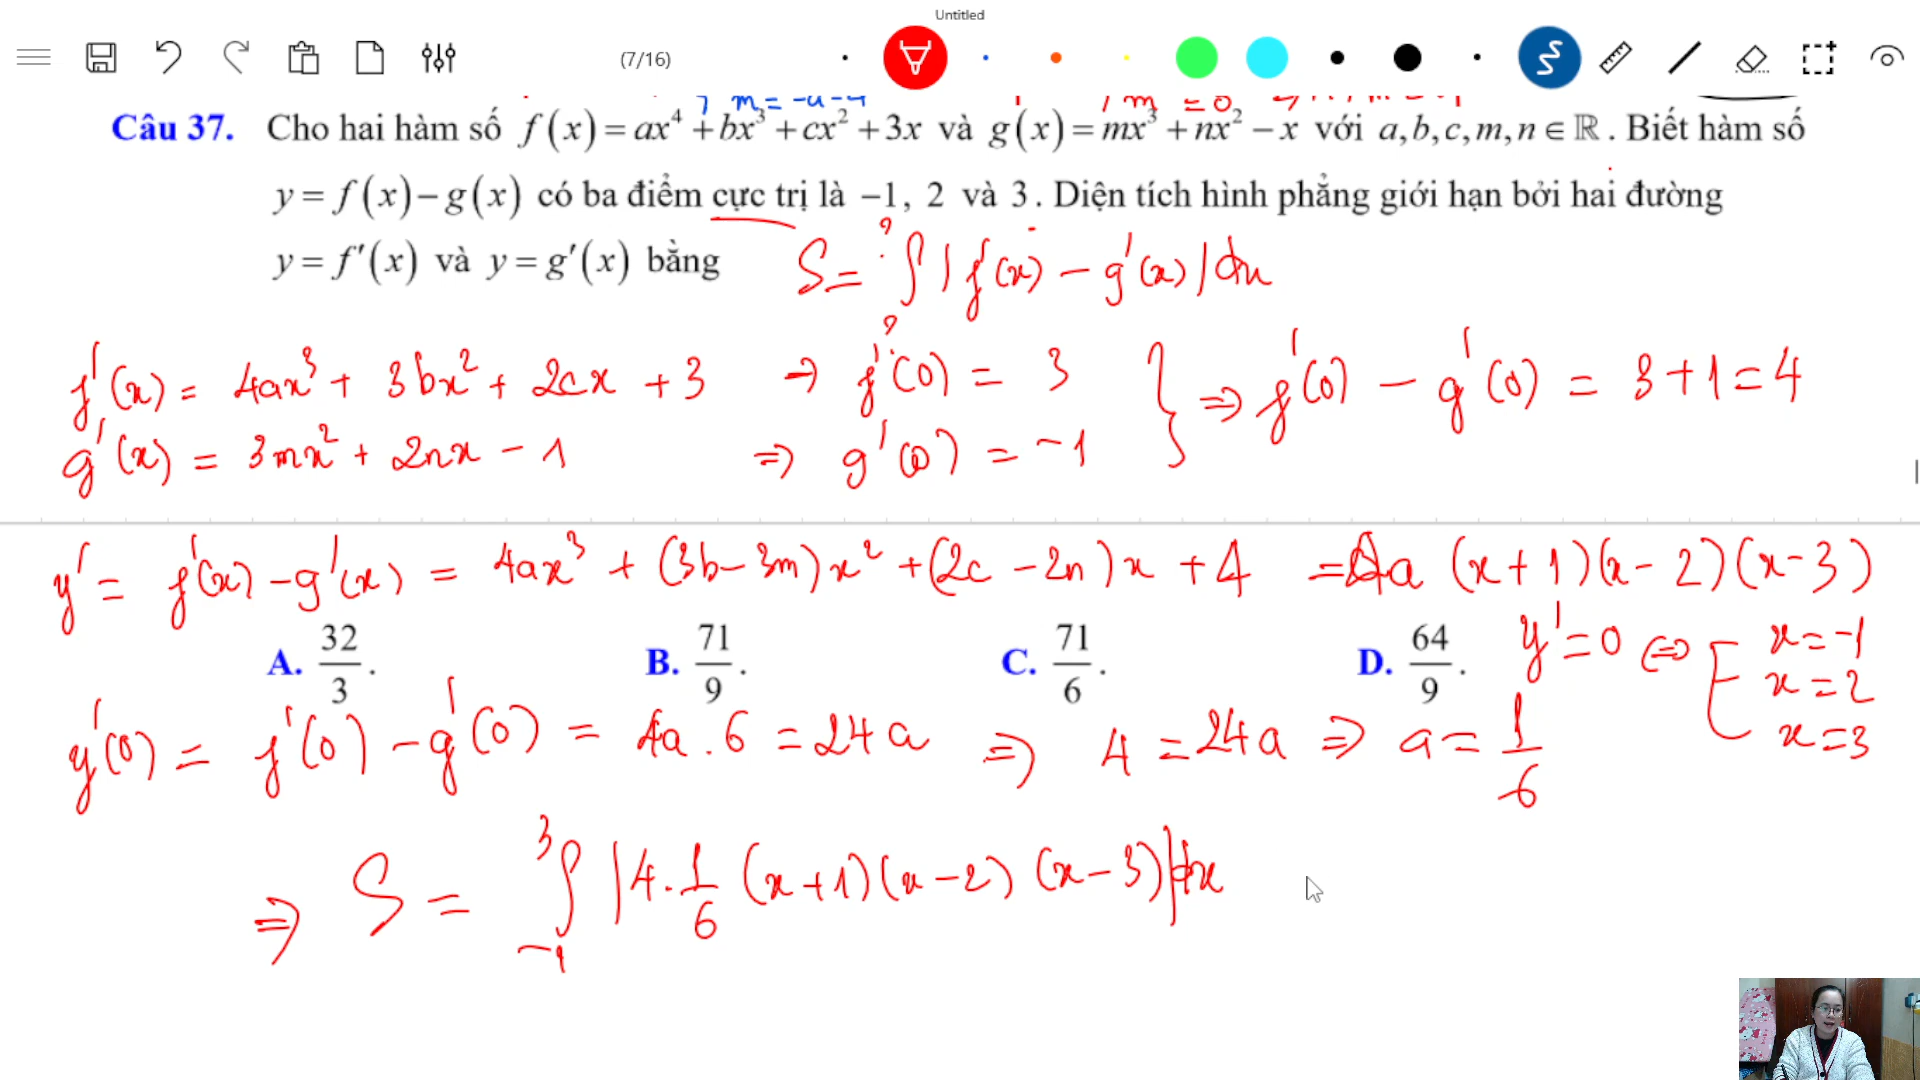 Untitled
(7/16)
m = -a-4
m = 0
Câu 37. Cho hai hàm số f(x) = ax⁴ + bx³ + cx² + 3x và g(x) = mx³ + nx² − x với a, b, c, m, n ∈ ℝ. Biết hàm số
y = f(x) − g(x) có ba điểm cực trị là −1, 2 và 3. Diện tích hình phẳng giới hạn bởi hai đường
y = f′(x) và y = g′(x) bằng
S = ∫_?^? |f′(x) − g′(x)|dx
f′(x) = 4ax³ + 3bx² + 2cx + 3 ⇒ f′(0) = 3
g′(x) = 3mx² + 2nx − 1 ⇒ g′(0) = −1
} ⇒ f′(0) − g′(0) = 3 + 1 = 4
y′ = f′(x) − g′(x) = 4ax³ + (3b − 3m)x² + (2c − 2n)x + 4 = 4a (x+1)(x−2)(x−3)
A. 32/3. B. 71/9. C. 71/6. D. 64/9.
y′ = 0 ⇔ [ x = −1
x = 2
x = 3
y′(0) = f′(0) − g′(0) = 4a . 6 = 24a ⇒ 4 = 24a ⇒ a = 1/6
⇒ S = ∫_{−1}^{3} |4 . 1/6 (x+1)(x−2)(x−3)|dx